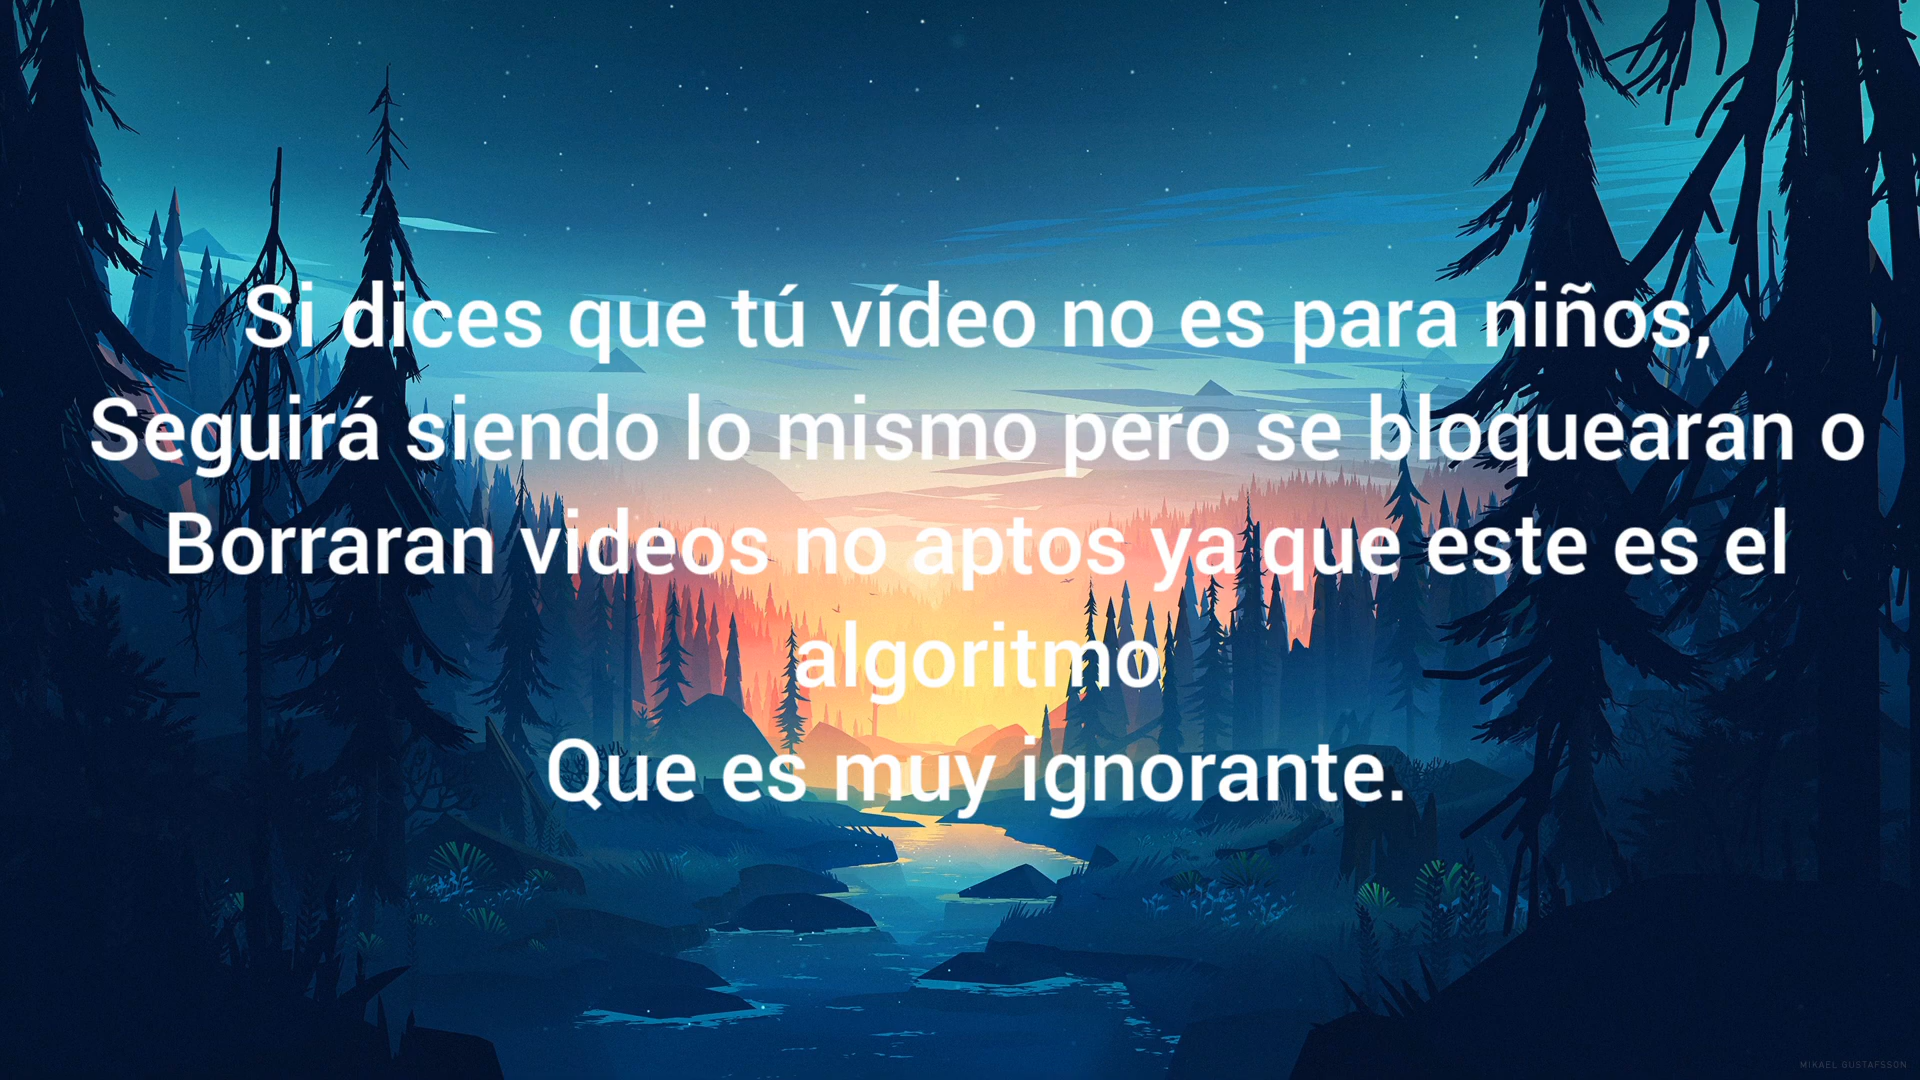 Si dices que tú vídeo no es para niños,
Seguirá siendo lo mismo pero se bloquearan o
Borraran videos no aptos ya que este es el
algoritmo
Que es muy ignorante.
MIKAEL GUSTAFSSON